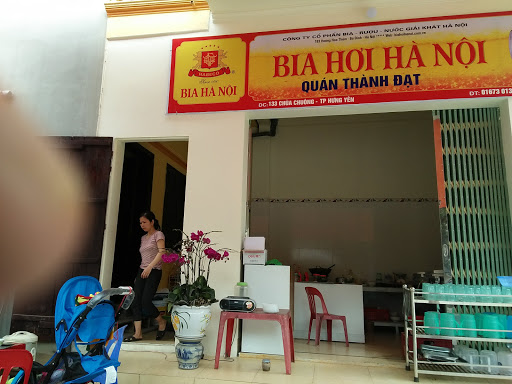 CÔNG TY CỔ PHẦN BIA - RƯỢU - NƯỚC GIẢI KHÁT HÀ NỘI
HABECO
BIA HÀ NỘI
BIA HƠI HÀ NỘI
QUÁN THÀNH ĐẠT
ĐC: 133 CHÙA CHUÔNG - TP HƯNG YÊN
ĐT: 01673 013